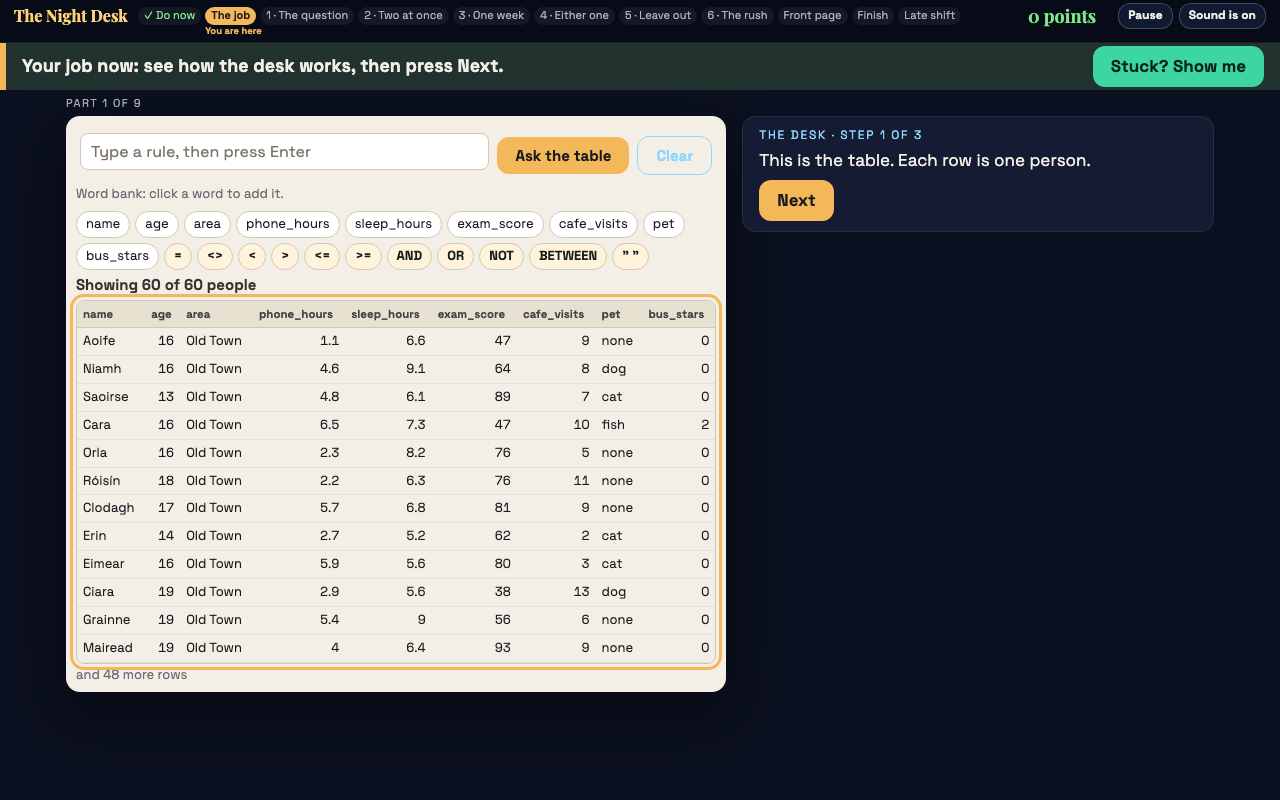 The Night Desk ✓ Do now The job 1 · The question 2 · Two at once 3 · One week 4 · Either one 5 · Leave out 6 · The rush Front page Finish Late shift 0 points Pause Sound is on
You are here
Your job now: see how the desk works, then press Next. Stuck? Show me
PART 1 OF 9
Type a rule, then press Enter Ask the table Clear
Word bank: click a word to add it.
name age area phone_hours sleep_hours exam_score cafe_visits pet
bus_stars = <> < > <= >= AND OR NOT BETWEEN " "
Showing 60 of 60 people
name age area phone_hours sleep_hours exam_score cafe_visits pet bus_stars
Aoife 16 Old Town 1.1 6.6 47 9 none 0
Niamh 16 Old Town 4.6 9.1 64 8 dog 0
Saoirse 13 Old Town 4.8 6.1 89 7 cat 0
Cara 16 Old Town 6.5 7.3 47 10 fish 2
Orla 16 Old Town 2.3 8.2 76 5 none 0
Róisín 18 Old Town 2.2 6.3 76 11 none 0
Clodagh 17 Old Town 5.7 6.8 81 9 none 0
Erin 14 Old Town 2.7 5.2 62 2 cat 0
Eimear 16 Old Town 5.9 5.6 80 3 cat 0
Ciara 19 Old Town 2.9 5.6 38 13 dog 0
Grainne 19 Old Town 5.4 9 56 6 none 0
Mairead 19 Old Town 4 6.4 93 9 none 0
and 48 more rows
THE DESK · STEP 1 OF 3
This is the table. Each row is one person.
Next